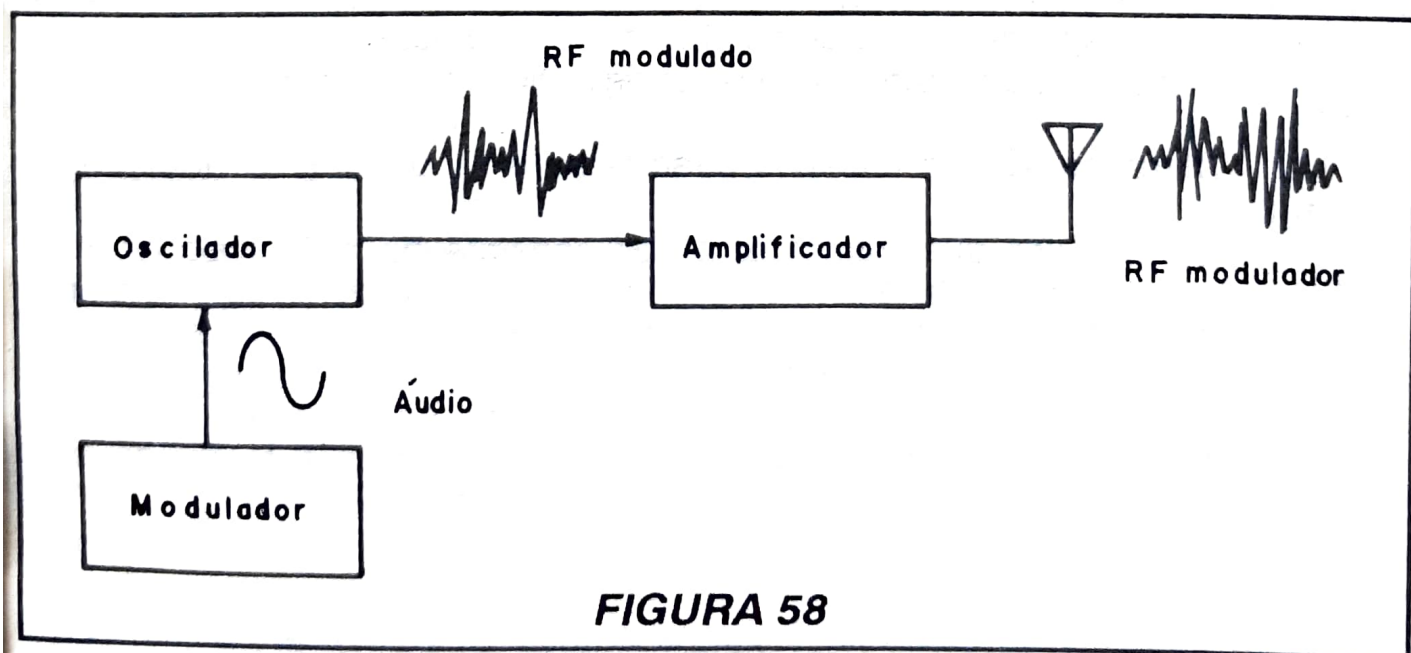 RF modulado
Oscilador
Amplificador
RF modulador
Áudio
Modulador
FIGURA 58